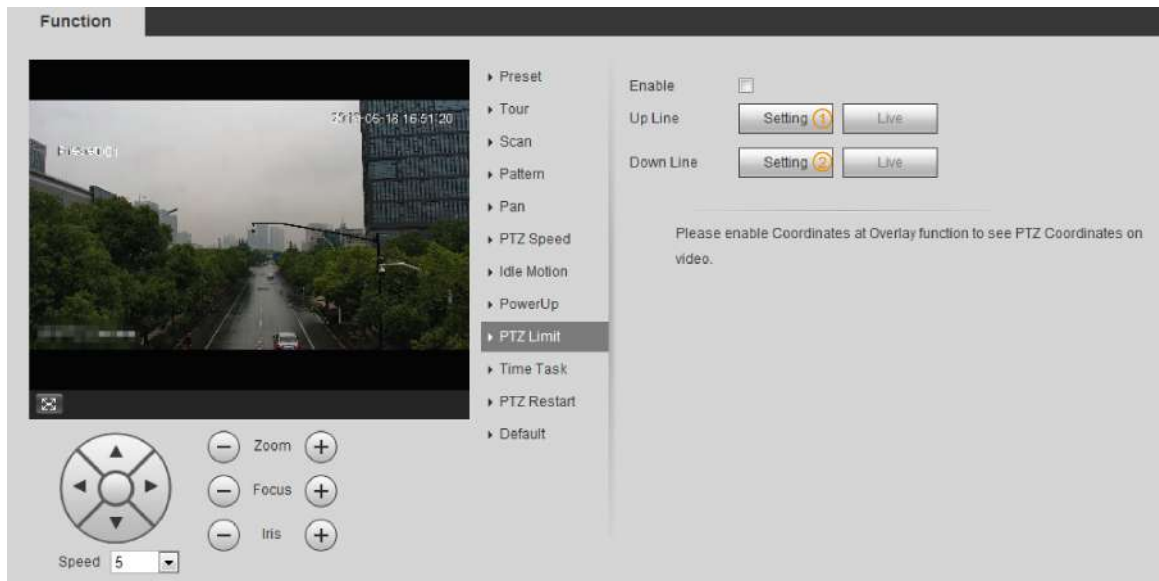 Function
Preset
Tour
Scan
Pattern
Pan
PTZ Speed
Idle Motion
PowerUp
PTZ Limit
Time Task
PTZ Restart
Default
Enable
Up Line Setting 1 Live
Down Line Setting 2 Live
Please enable Coordinates at Overlay function to see PTZ Coordinates on
video.
Zoom
Focus
Iris
Speed 5